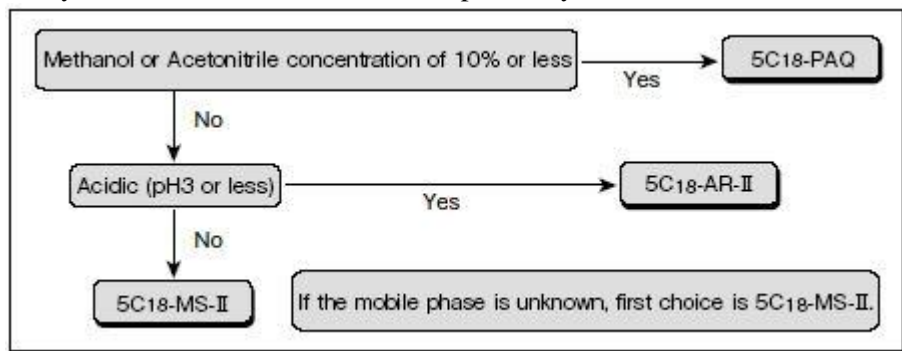 Methanol or Acetonitrile concentration of 10% or less
Yes
5C18-PAQ
No
Acidic (pH3 or less)
Yes
5C18-AR-II
No
5C18-MS-II
If the mobile phase is unknown, first choice is 5C18-MS-II.